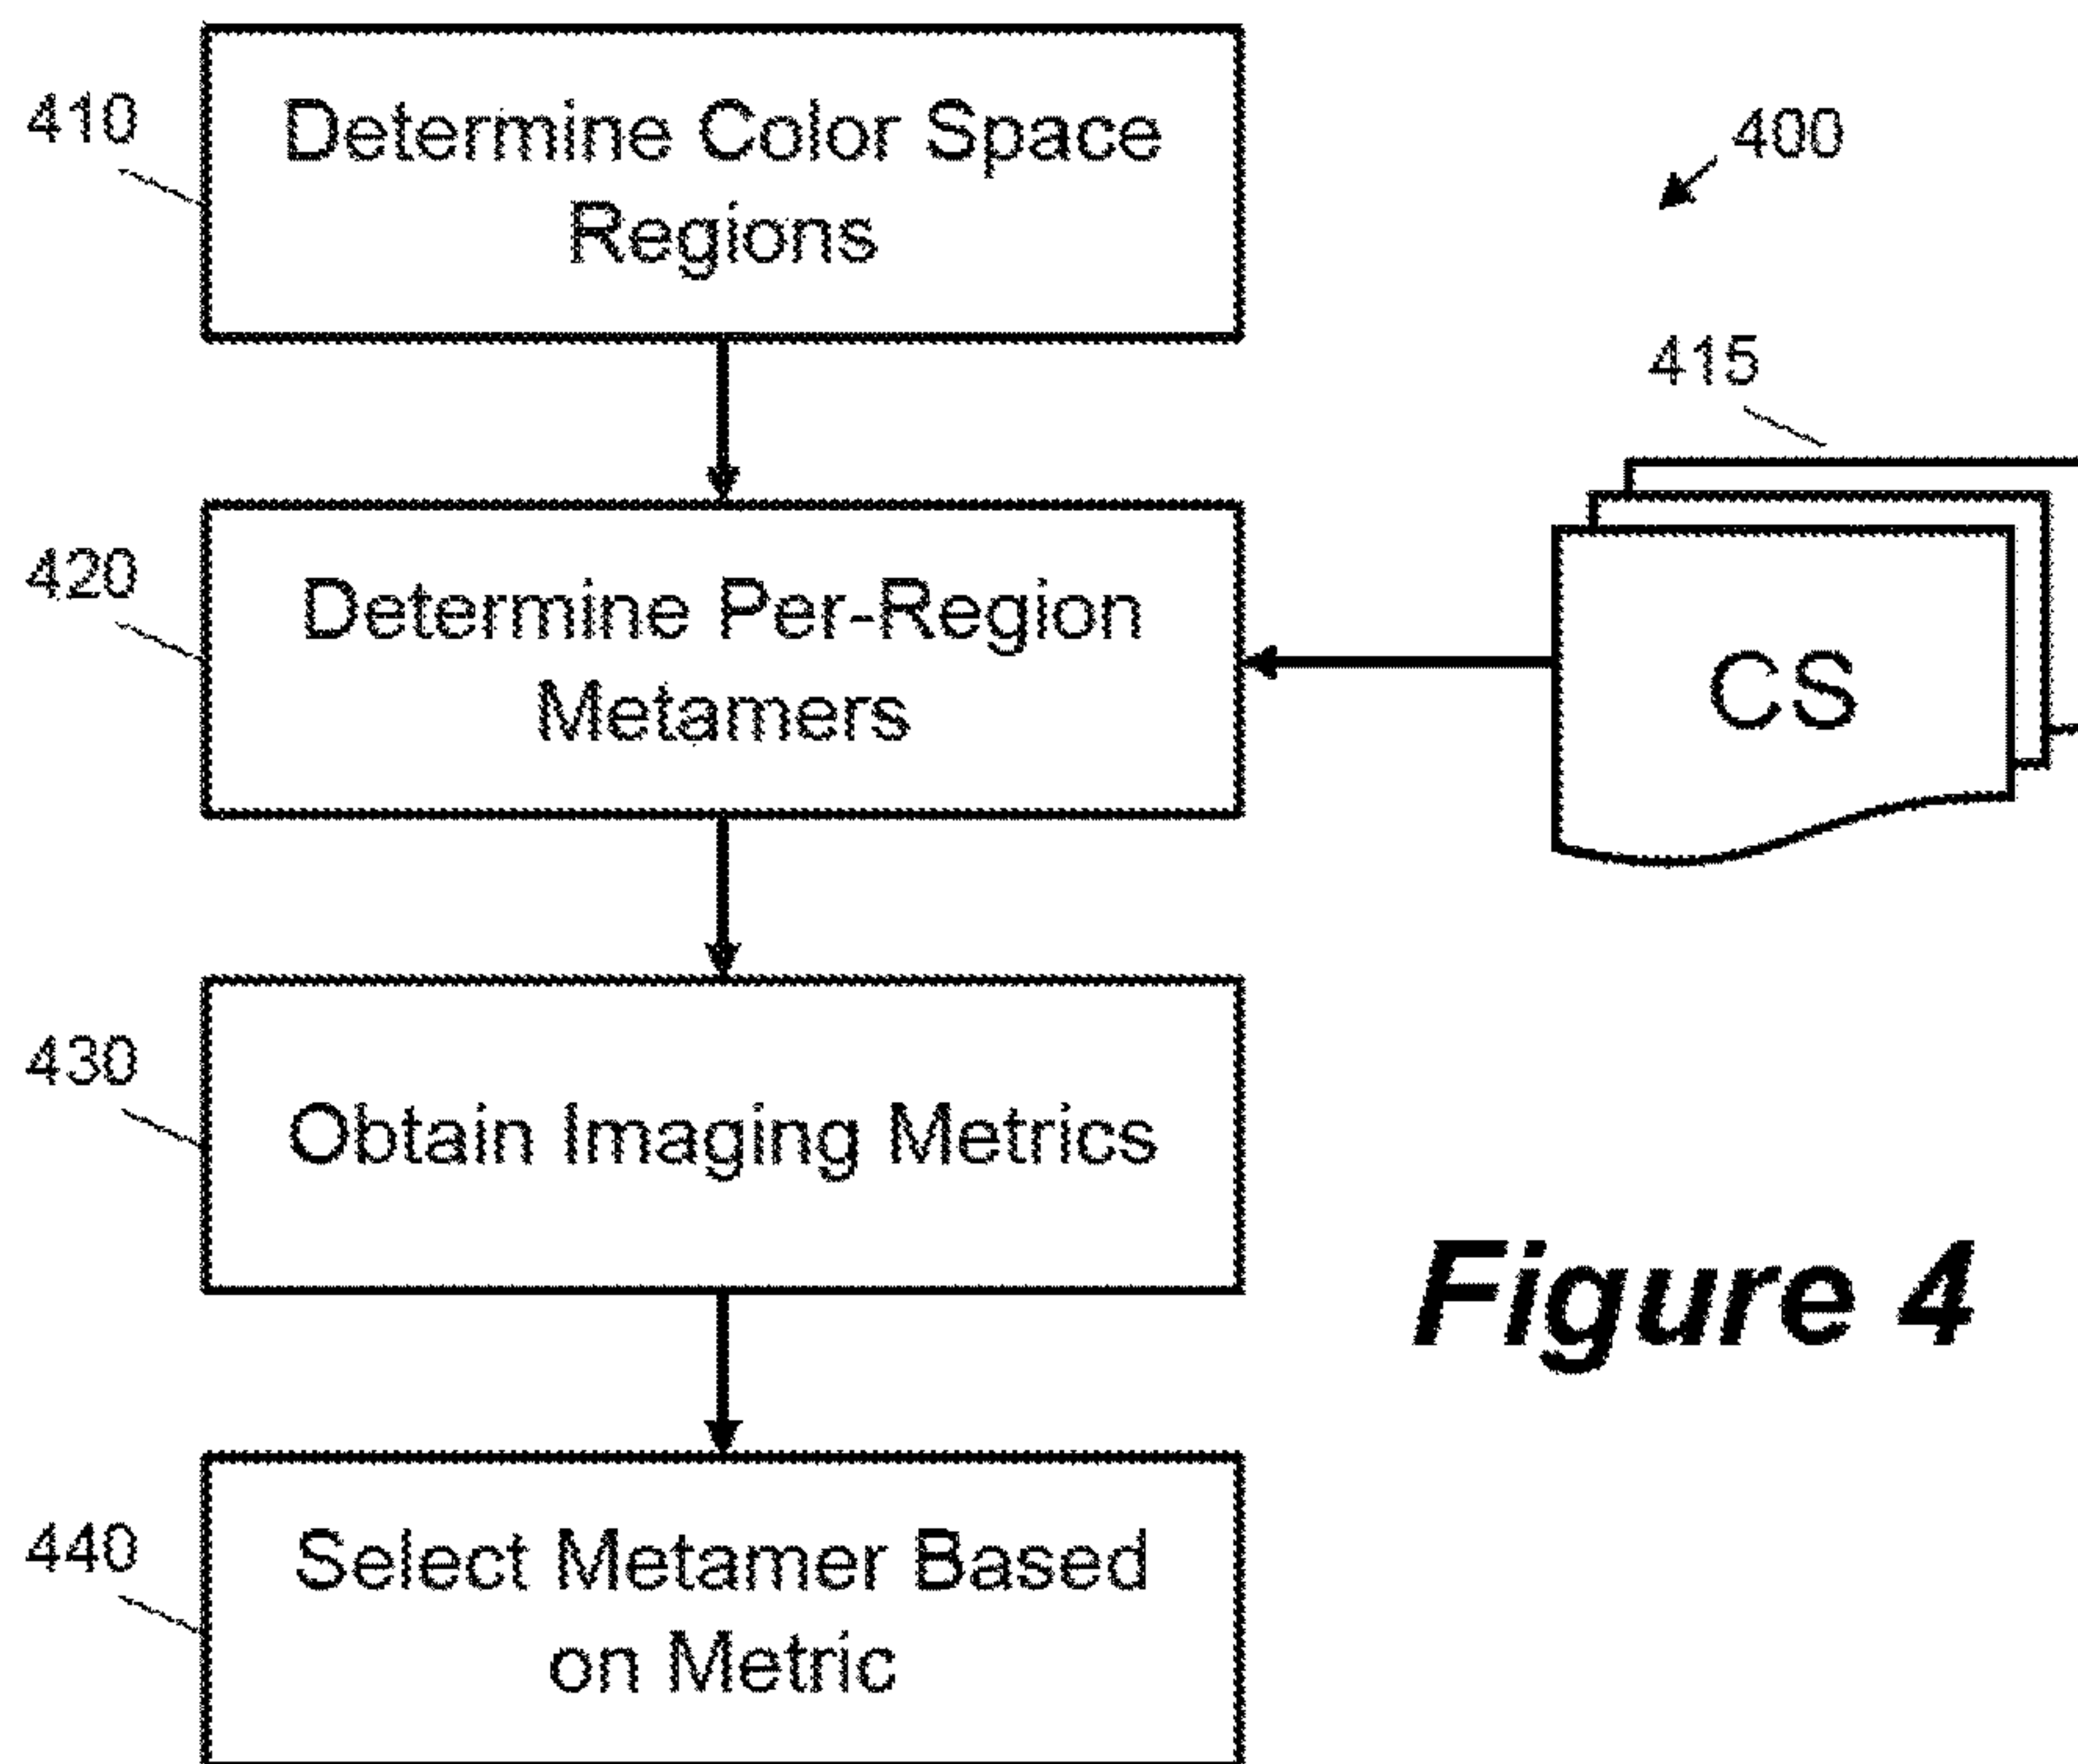 410
Determine Color Space
Regions
400
415
420
Determine Per-Region
Metamers
CS
430
Obtain Imaging Metrics
Figure 4
440
Select Metamer Based
on Metric